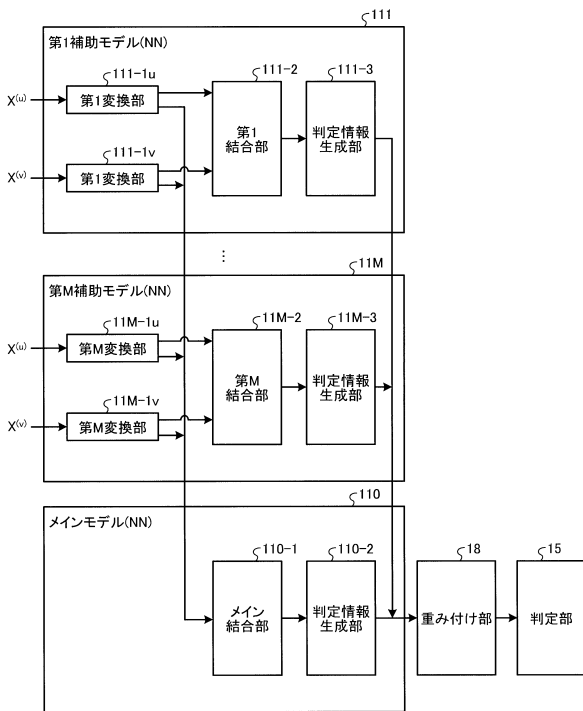 111
第1補助モデル(NN)
111-1u
111-2
111-3
X(u)
第1変換部
第1
結合部
判定情報
生成部
111-1v
X(v)
第1変換部
⋮
11M
第M補助モデル(NN)
11M-1u
11M-2
11M-3
X(u)
第M変換部
第M
結合部
判定情報
生成部
11M-1v
X(v)
第M変換部
110
メインモデル(NN)
110-1
110-2
18
15
メイン
結合部
判定情報
生成部
重み付け部
判定部